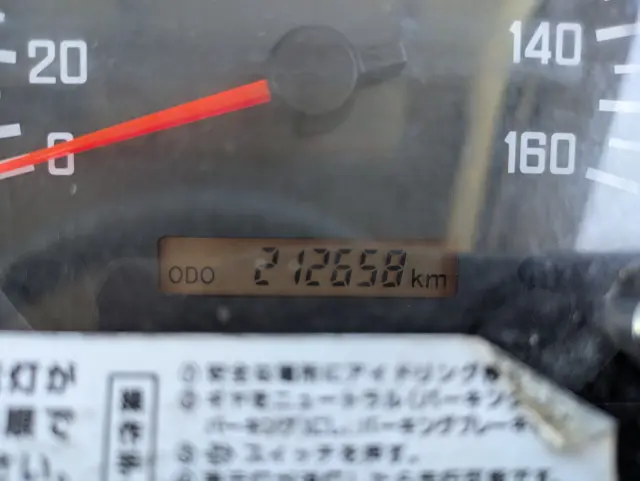 20
140
0
160
ODO 212658 km
灯が
操作手
① 安全な場所にアイドリング
順で
② ギヤをニュートラル(パーキング
パーキング)にし、パーキングブレーキ
さい。
③ スイッチを押す。